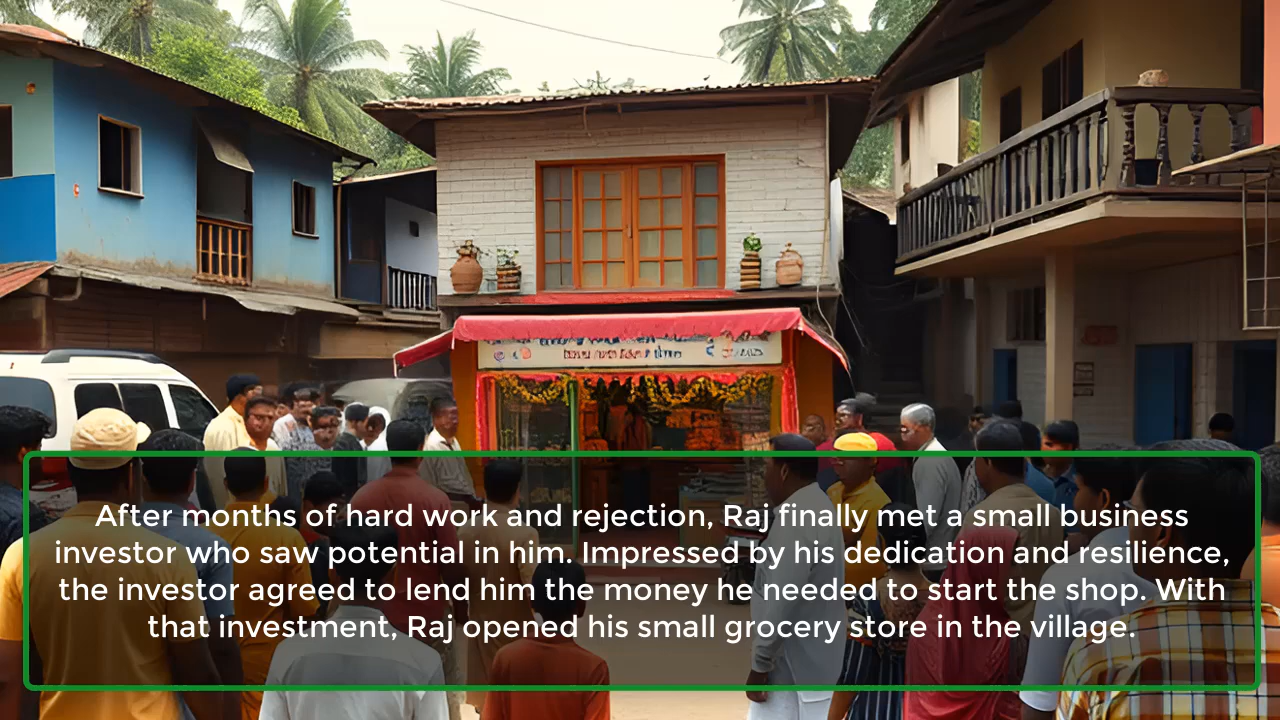 After months of hard work and rejection, Raj finally met a small business
investor who saw potential in him. Impressed by his dedication and resilience,
the investor agreed to lend him the money he needed to start the shop. With
that investment, Raj opened his small grocery store in the village.